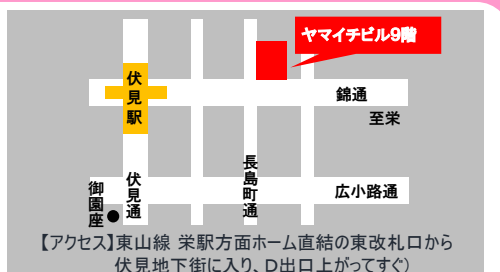 ヤマイチビル9階
伏見駅
錦通
至栄
御園座
伏見通
長島町通
広小路通
【アクセス】東山線 栄駅方面ホーム直結の東改札口から
伏見地下街に入り、D出口上がってすぐ）